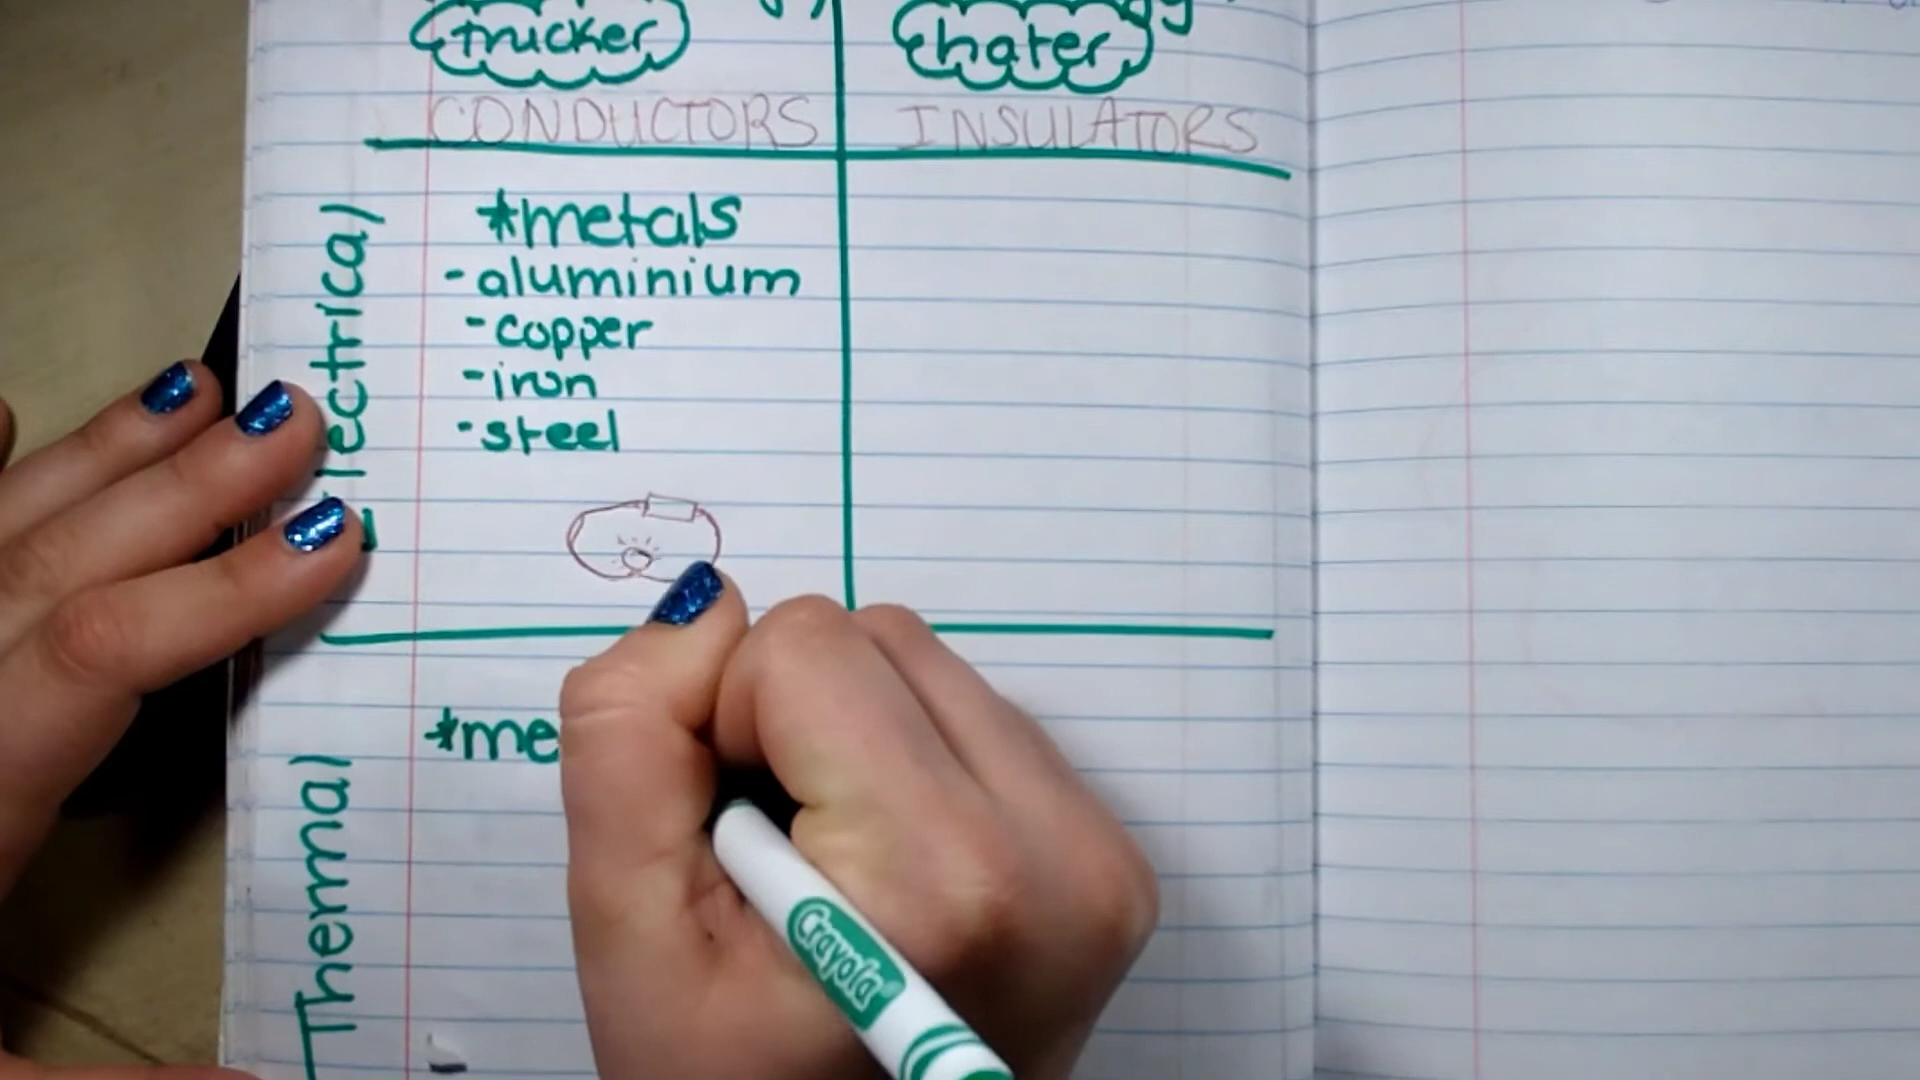 trucker
hater
CONDUCTORS
INSULATORS
Electrical
*metals
-aluminium
-copper
-iron
-steel
Thermal
*me
Crayola